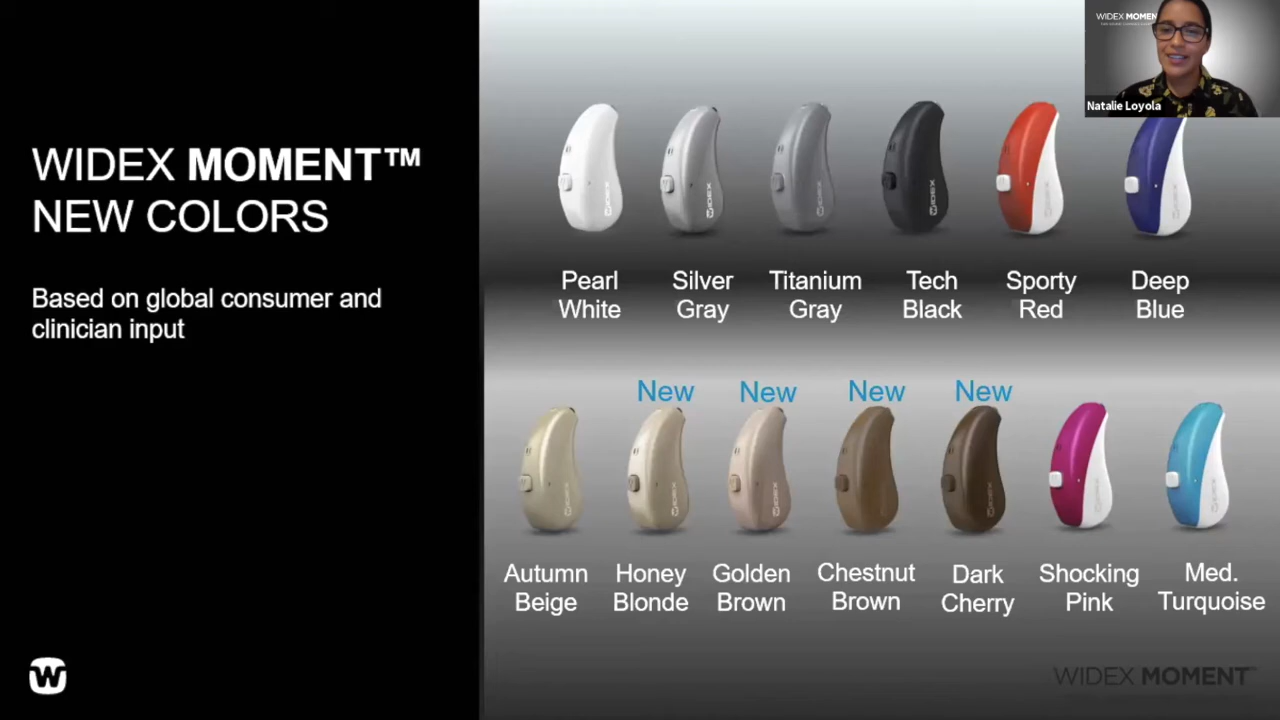 WIDEX MOMENT™
NEW COLORS
Based on global consumer and
clinician input
WIDEX MOMENT
Natalie Loyola
Pearl
White
Silver
Gray
Titanium
Gray
Tech
Black
Sporty
Red
Deep
Blue
New
New
New
New
Autumn
Beige
Honey
Blonde
Golden
Brown
Chestnut
Brown
Dark
Cherry
Shocking
Pink
Med.
Turquoise
W
WIDEX MOMENT™